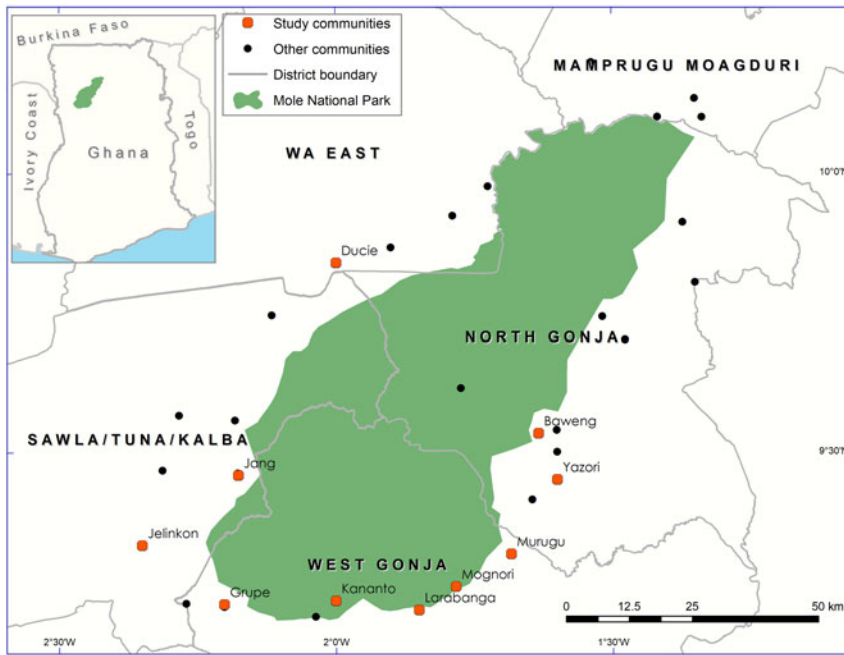 Burkina Faso
Ivory Coast
Ghana
Togo
Study communities
Other communities
District boundary
Mole National Park
MAMPRUGU MOAGDURI
WA EAST
10°0'
Ducie
NORTH GONJA
SAWLA/TUNA/KALBA
Baweng
9°30'
Jang
Yazori
Jelinkon
Murugu
WEST GONJA
Mognori
Grupe
Kananto
Larabanga
0 12.5 25 50 km
2°30'W 2°0'W 1°30'W